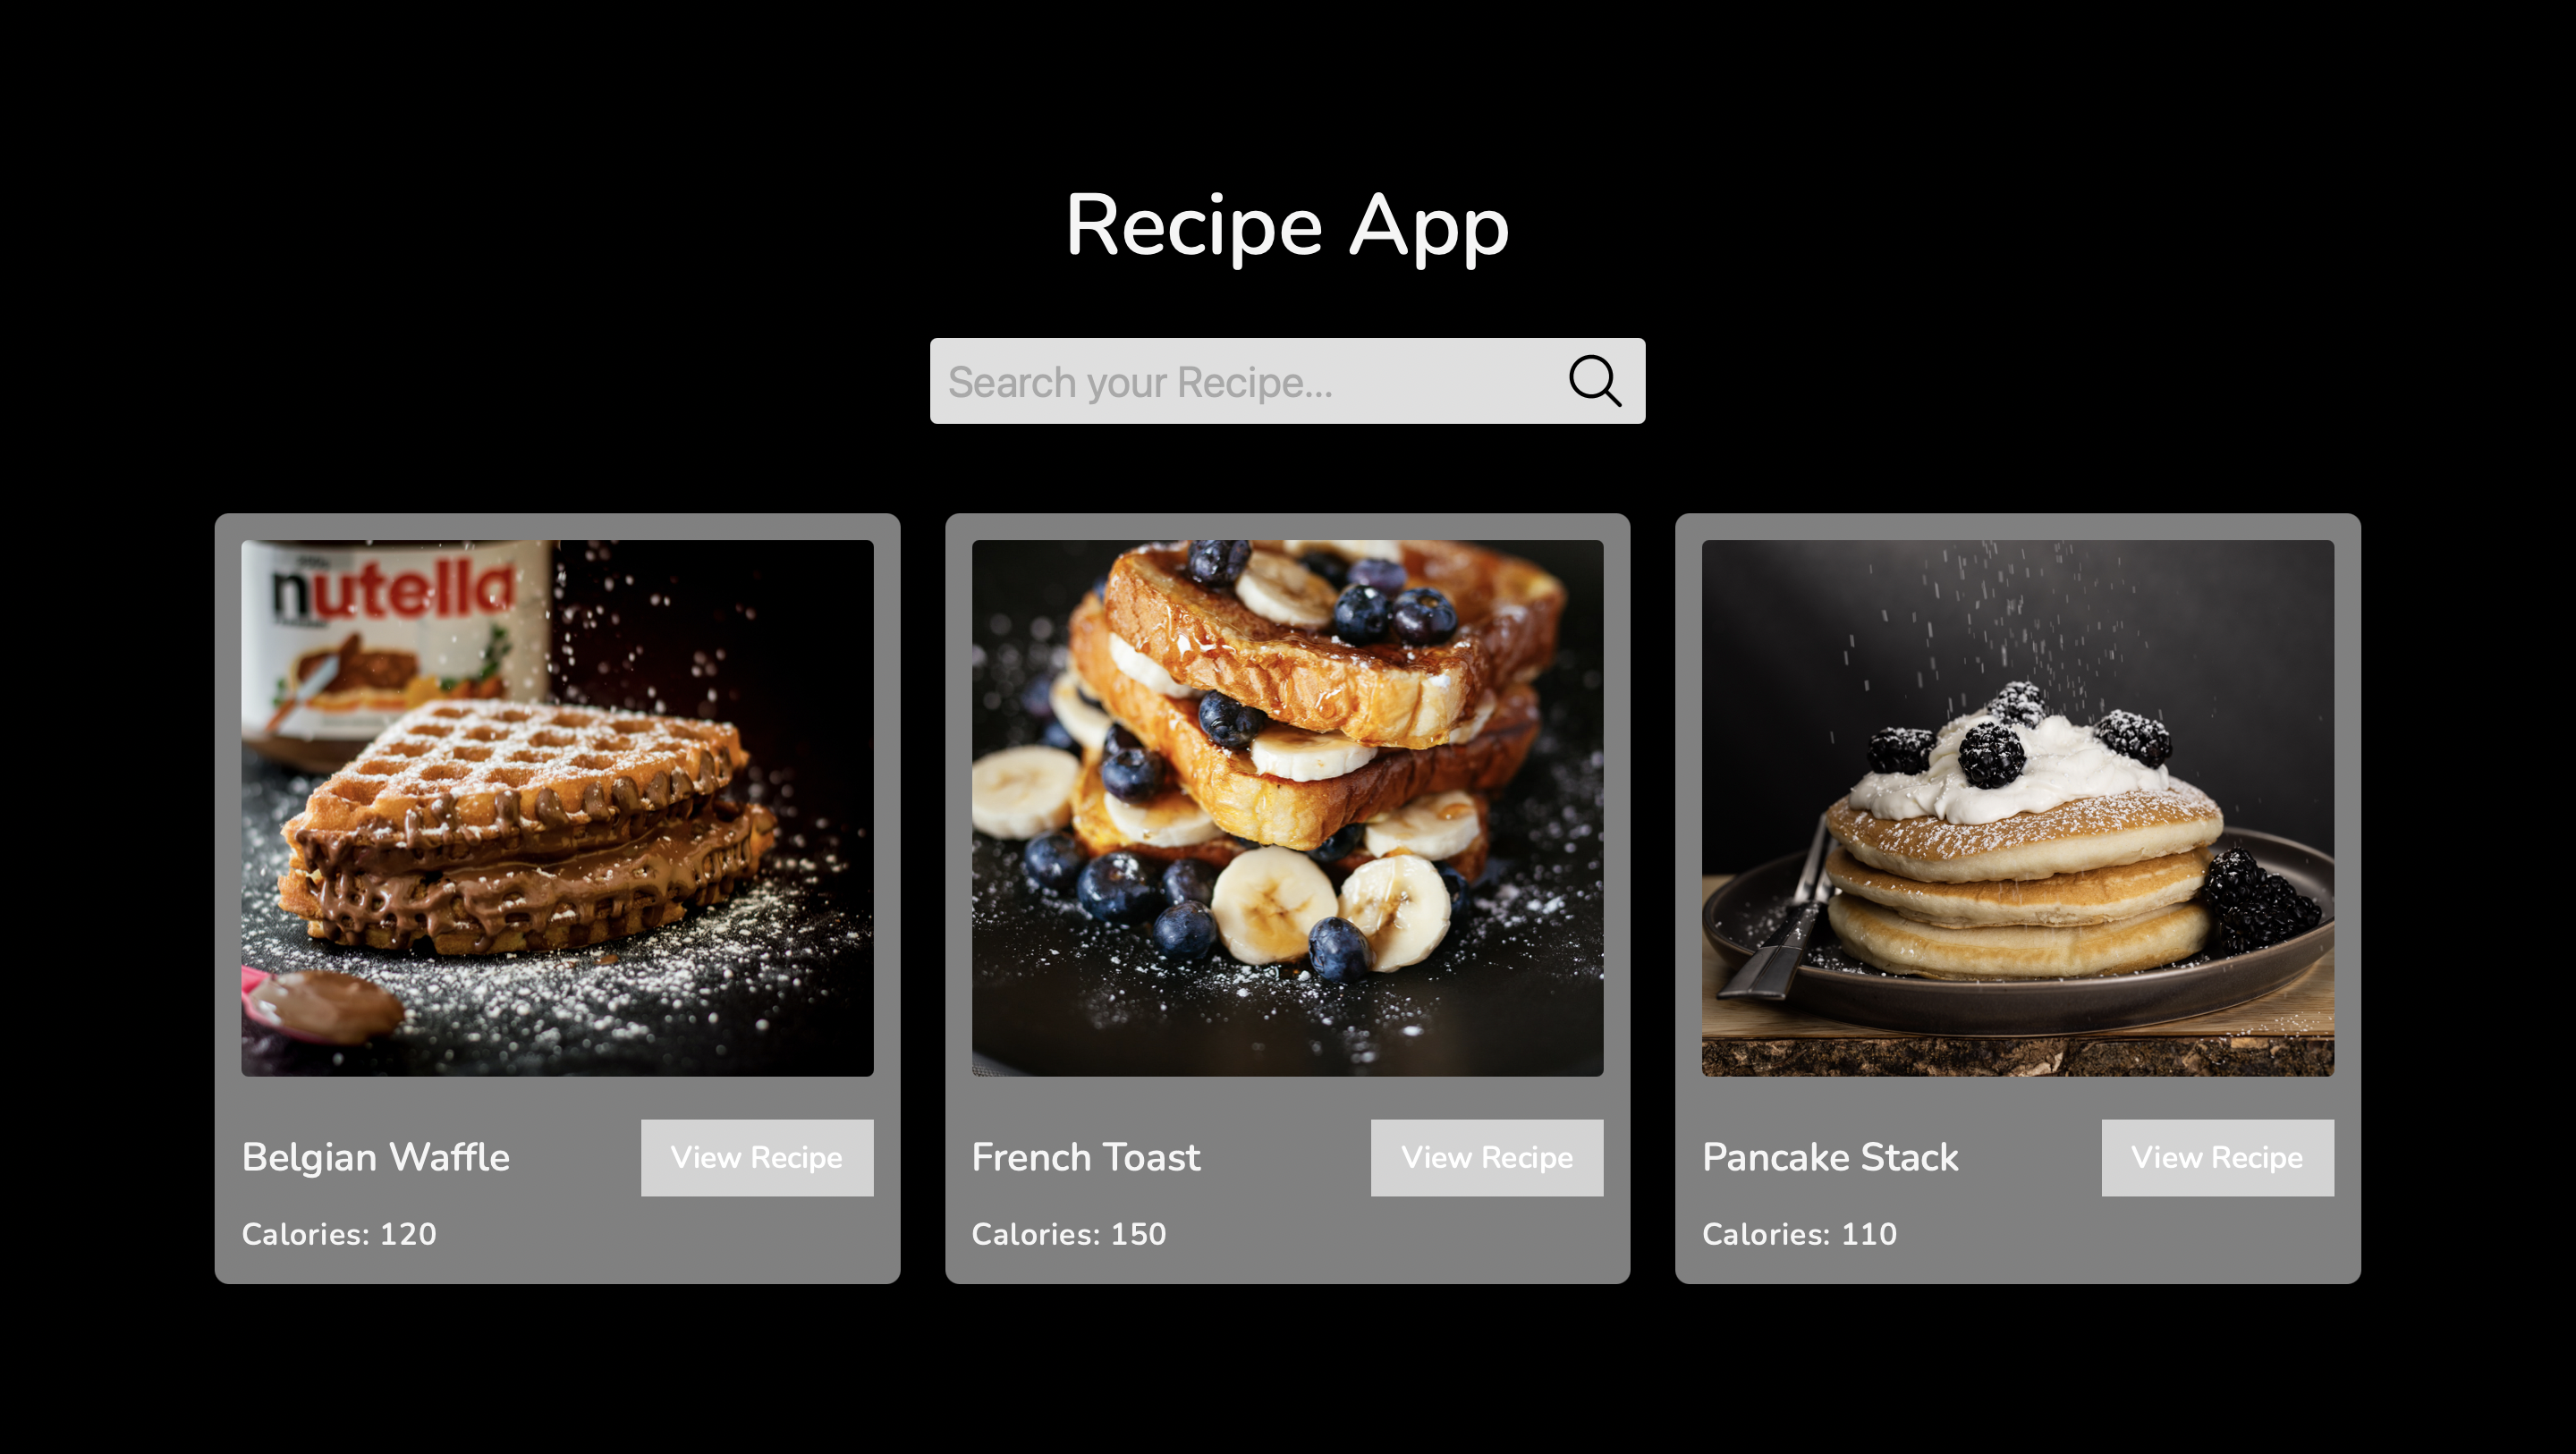 Recipe App
Search your Recipe...
nutella
Belgian Waffle
View Recipe
Calories: 120
French Toast
View Recipe
Calories: 150
Pancake Stack
View Recipe
Calories: 110